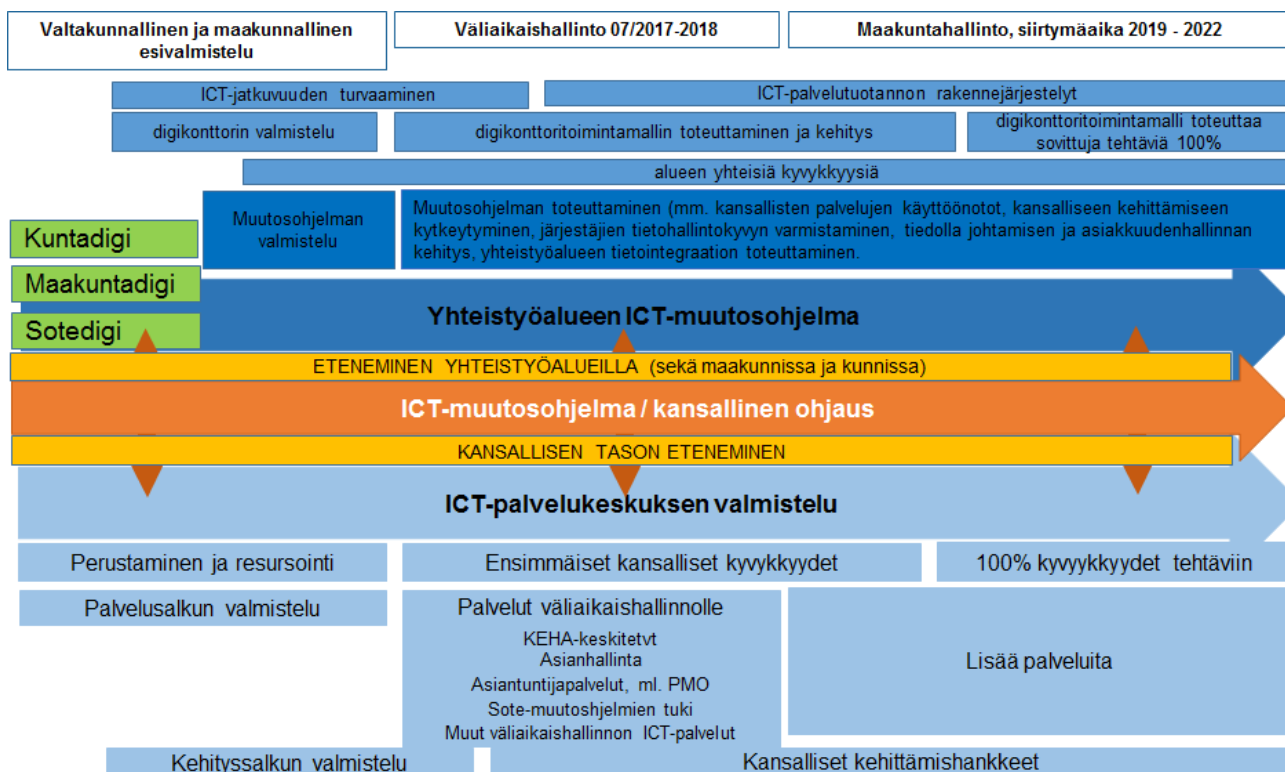 Valtakunnallinen ja maakunnallinen
esivalmistelu
Väliaikaishallinto 07/2017-2018
Maakuntahallinto, siirtymäaika 2019 - 2022
ICT-jatkuvuuden turvaaminen
ICT-palvelutuotannon rakennejärjestelyt
digikonttorin valmistelu
digikonttoritoimintamallin toteuttaminen ja kehitys
digikonttoritoimintamalli toteuttaa
sovittuja tehtäviä 100%
alueen yhteisiä kyvykkyysiä
Muutosohjelman
valmistelu
Muutosohjelman toteuttaminen (mm. kansallisten palvelujen käyttöönotot, kansalliseen kehittämiseen
kytkeytyminen, järjestäjien tietohallintokyvyn varmistaminen, tiedolla johtamisen ja asiakkuudenhallinnan
kehitys, yhteistyöalueen tietointegraation toteuttaminen.
Kuntadigi
Maakuntadigi
Sotedigi
Yhteistyöalueen ICT-muutosohjelma
ETENEMINEN YHTEISTYÖALUEILLA (sekä maakunnissa ja kunnissa)
ICT-muutosohjelma / kansallinen ohjaus
KANSALLISEN TASON ETENEMINEN
ICT-palvelukeskuksen valmistelu
Perustaminen ja resursointi
Ensimmäiset kansalliset kyvykkyydet
100% kyvyykkyydet tehtäviin
Palvelusalkun valmistelu
Palvelut väliaikaishallinnolle
KEHA-keskitetyt
Asianhallinta
Asiantuntijapalvelut, ml. PMO
Sote-muutoshjelmien tuki
Muut väliaikaishallinnon ICT-palvelut
Lisää palveluita
Kehityssalkun valmistelu
Kansalliset kehittämishankkeet